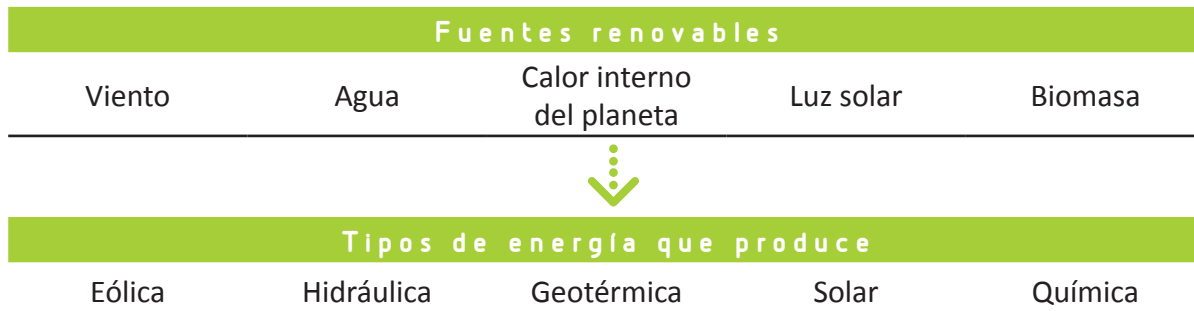 Fuentes renovables
Viento Agua Calor interno del planeta Luz solar Biomasa
Tipos de energía que produce
Eólica Hidráulica Geotérmica Solar Química